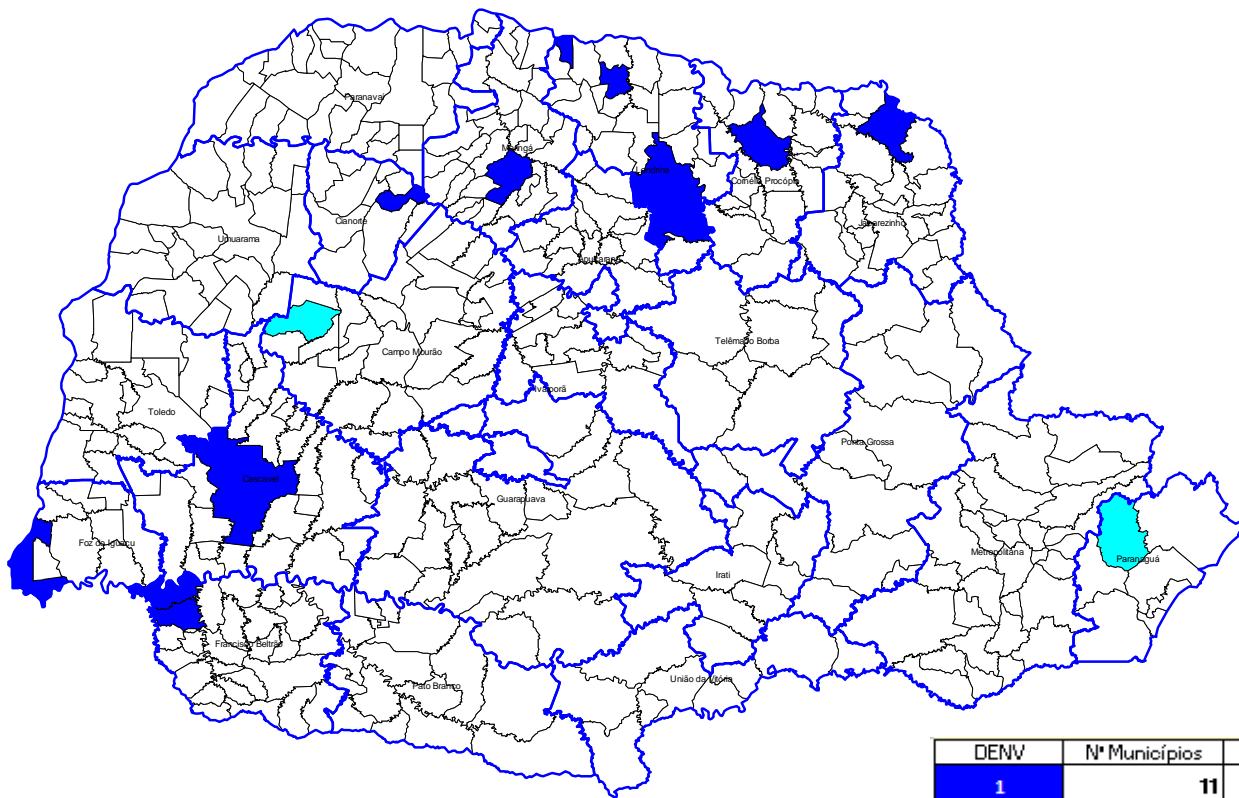 Paranavaí
Maringá
Londrina
Cornélio Procópio
Cianorte
Jacarezinho
Umuarama
Apucarana
Telêmaco Borba
Campo Mourão
Ivaiporã
Toledo
Ponta Grossa
Cascavel
Guarapuava
Foz do Iguaçu
Metropolitana
Paranaguá
Irati
Francisco Beltrão
União da Vitória
Pato Branco
DENV Nº Municípios
1 11